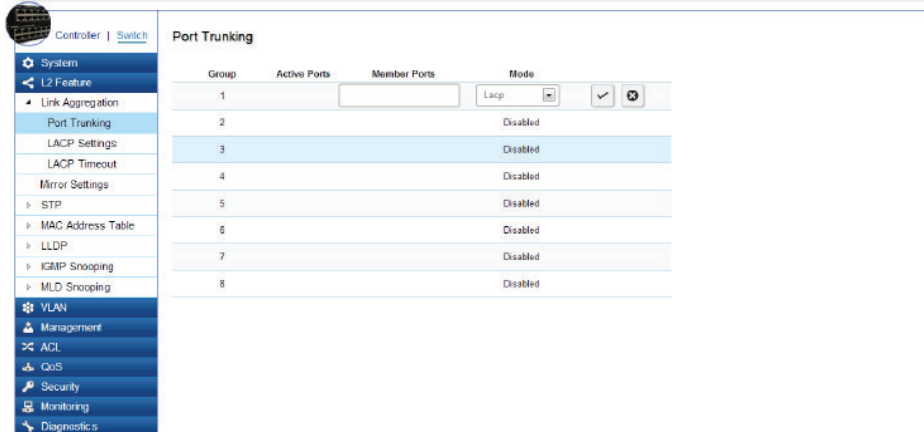 Controller | Switch
Port Trunking
System
L2 Feature
Link Aggregation
Port Trunking
LACP Settings
LACP Timeout
Mirror Settings
STP
MAC Address Table
LLDP
IGMP Snooping
MLD Snooping
VLAN
Management
ACL
QoS
Security
Monitoring
Diagnostics
Group Active Ports Member Ports Mode
1 Lacp
2 Disabled
3 Disabled
4 Disabled
5 Disabled
6 Disabled
7 Disabled
8 Disabled